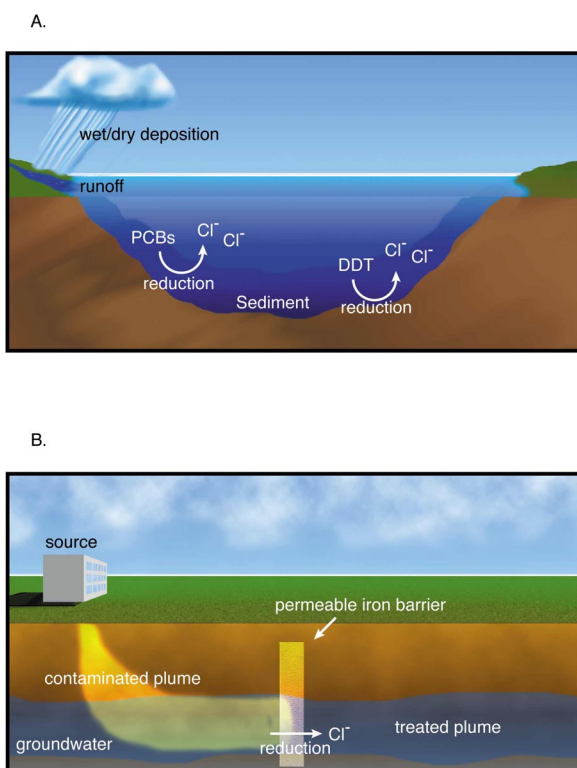 A.
wet/dry deposition
runoff
PCBs Cl⁻ Cl⁻
reduction
DDT Cl⁻ Cl⁻
reduction
Sediment
B.
source
permeable iron barrier
contaminated plume
groundwater
reduction Cl⁻
treated plume